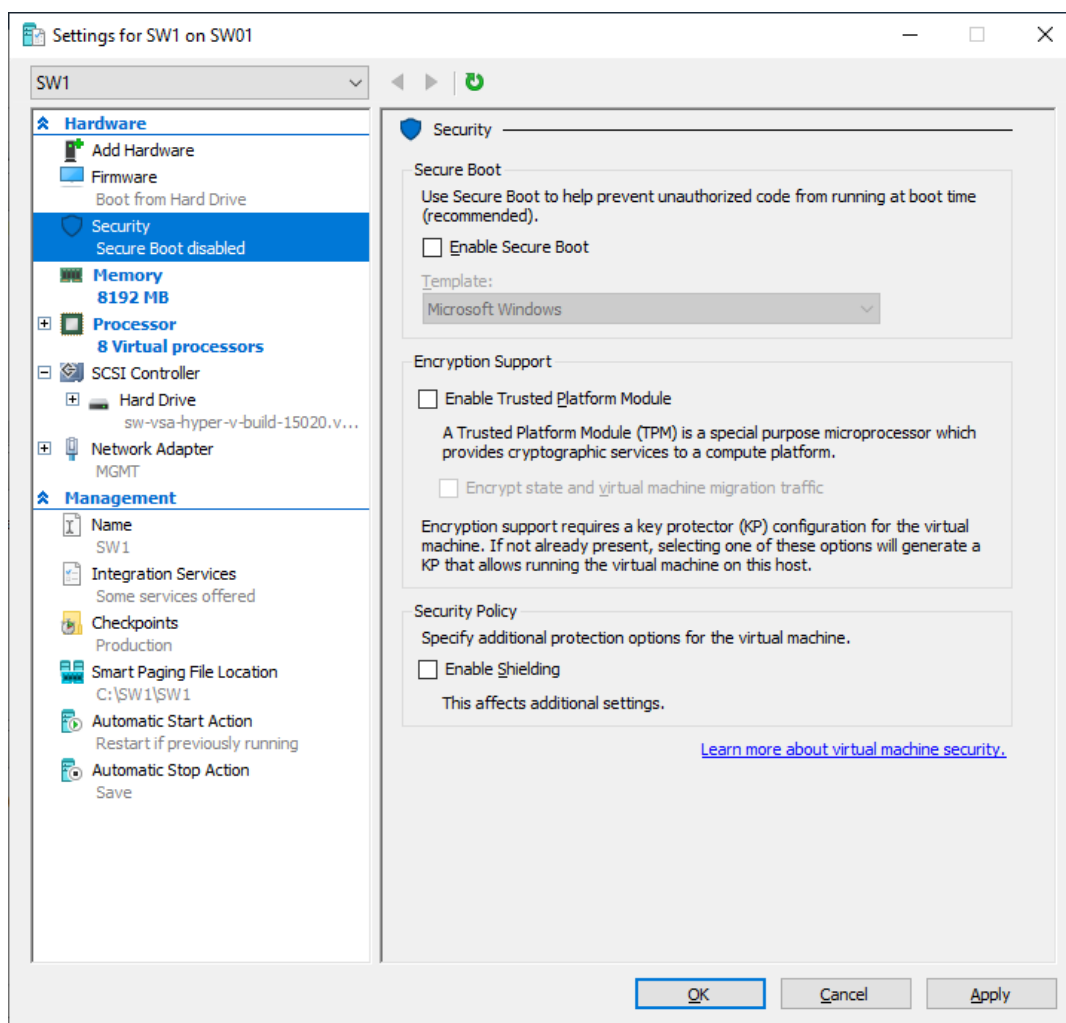 Settings for SW1 on SW01
SW1
Hardware
Add Hardware
Firmware
Boot from Hard Drive
Security
Secure Boot disabled
Memory
8192 MB
Processor
8 Virtual processors
SCSI Controller
Hard Drive
sw-vsa-hyper-v-build-15020.v...
Network Adapter
MGMT
Management
Name
SW1
Integration Services
Some services offered
Checkpoints
Production
Smart Paging File Location
C:\SW1\SW1
Automatic Start Action
Restart if previously running
Automatic Stop Action
Save
Security
Secure Boot
Use Secure Boot to help prevent unauthorized code from running at boot time
(recommended).
Enable Secure Boot
Template:
Microsoft Windows
Encryption Support
Enable Trusted Platform Module
A Trusted Platform Module (TPM) is a special purpose microprocessor which
provides cryptographic services to a compute platform.
Encrypt state and virtual machine migration traffic
Encryption support requires a key protector (KP) configuration for the virtual
machine. If not already present, selecting one of these options will generate a
KP that allows running the virtual machine on this host.
Security Policy
Specify additional protection options for the virtual machine.
Enable Shielding
This affects additional settings.
Learn more about virtual machine security.
OK
Cancel
Apply